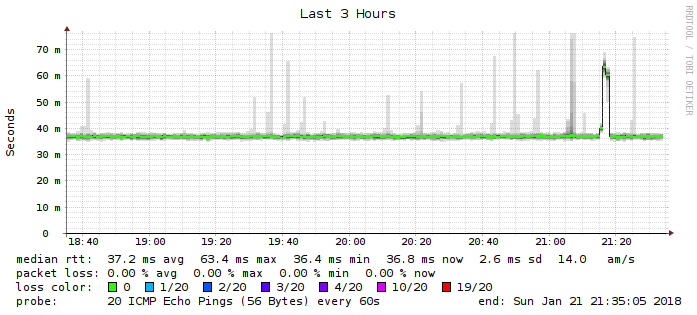 Last 3 Hours
RRDTOOL / TOBI OETIKER
Seconds
70 m
60 m
50 m
40 m
30 m
20 m
10 m
0
18:40 19:00 19:20 19:40 20:00 20:20 20:40 21:00 21:20
median rtt: 37.2 ms avg 63.4 ms max 36.4 ms min 36.8 ms now 2.6 ms sd 14.0 am/s
packet loss: 0.00 % avg 0.00 % max 0.00 % min 0.00 % now
loss color: 0 1/20 2/20 3/20 4/20 10/20 19/20
probe: 20 ICMP Echo Pings (56 Bytes) every 60s end: Sun Jan 21 21:35:05 2018